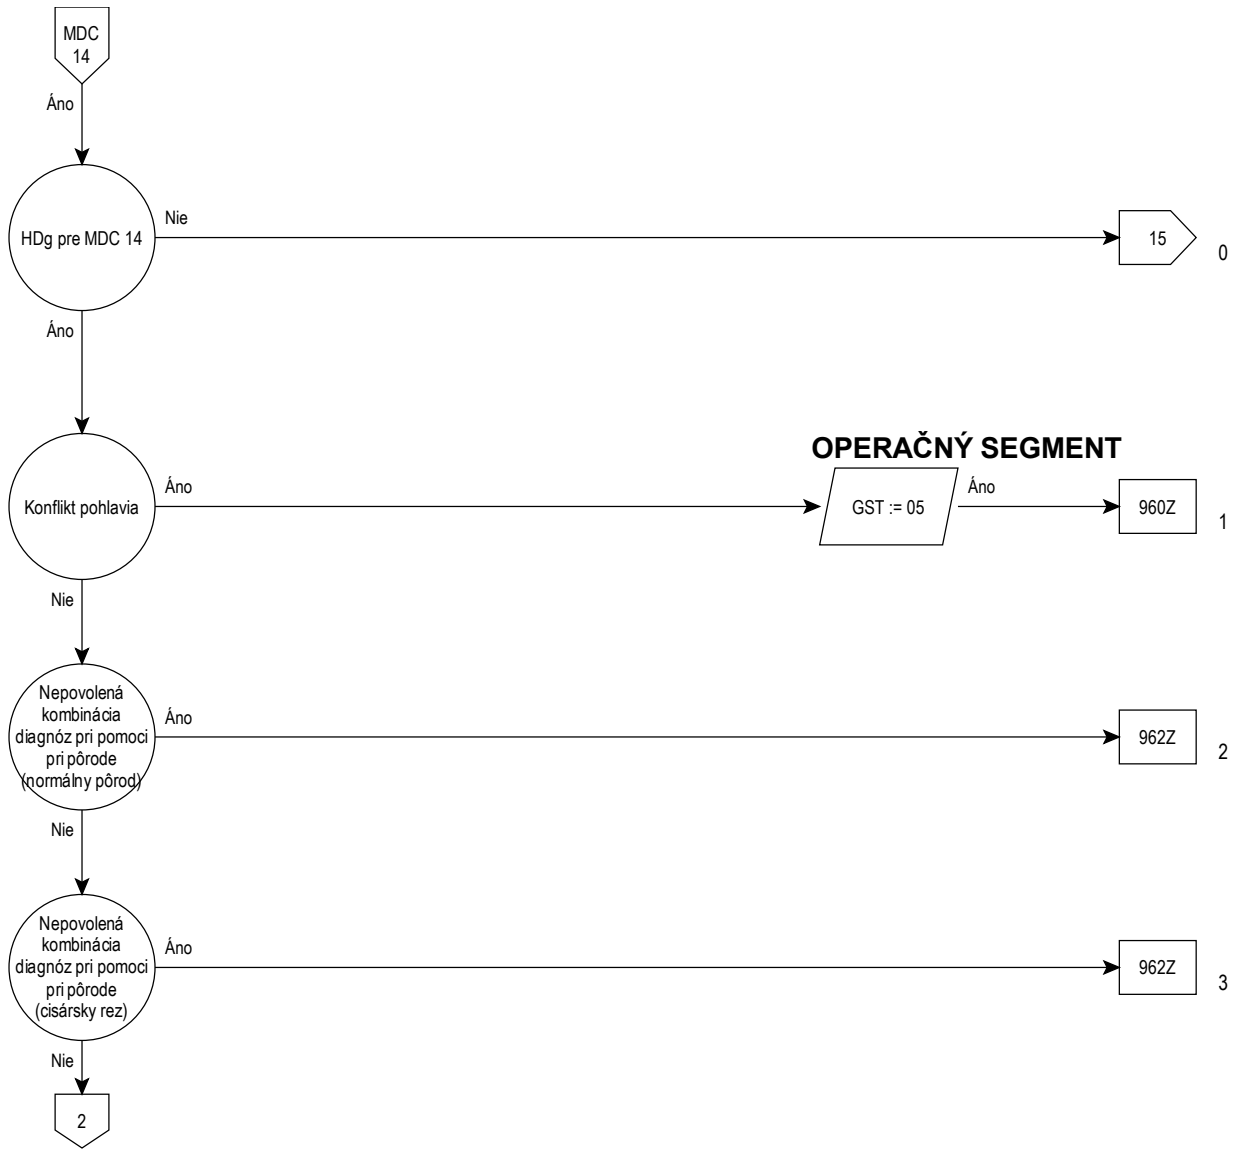 MDC
14
Áno
HDg pre MDC 14
Nie
15
0
Áno
OPERAČNÝ SEGMENT
Konflikt pohlavia
Áno
GST := 05
Áno
960Z
1
Nie
Nepovolená
kombinácia
diagnóz pri pomoci
pri pôrode
(normálny pôrod)
Áno
962Z
2
Nie
Nepovolená
kombinácia
diagnóz pri pomoci
pri pôrode
(cisársky rez)
Áno
962Z
3
Nie
2